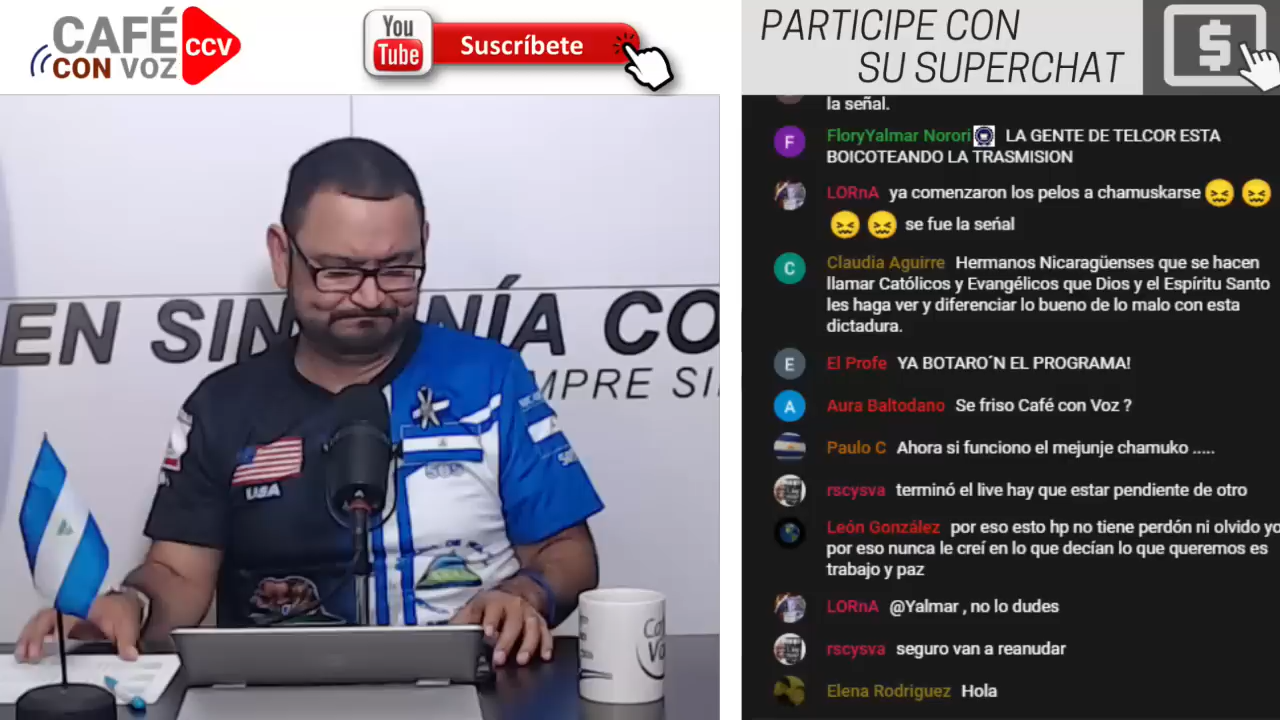 CAFÉ
CON VOZ
CCV
You
Tube
Suscríbete
PARTICIPE CON
SU SUPERCHAT
$
EN SIN
NÍA CO
MPRE SI
USA
SOS
la señal.
F
FloryYalmar Norori LA GENTE DE TELCOR ESTA
BOICOTEANDO LA TRASMISION
LORnA ya comenzaron los pelos a chamuskarse
se fue la seńal
C
Claudia Aguirre Hermanos Nicaragüenses que se hacen
llamar Católicos y Evangélicos que Dios y el Espíritu Santo
les haga ver y diferenciar lo bueno de lo malo con esta
dictadura.
E
El Profe YA BOTARO´N EL PROGRAMA!
A
Aura Baltodano Se friso Café con Voz ?
Paulo C Ahora si funciono el mejunje chamuko .....
rscysva terminó el live hay que estar pendiente de otro
León González por eso esto hp no tiene perdón ni olvido yo
por eso nunca le creí en lo que decían lo que queremos es
trabajo y paz
LORnA @Yalmar , no lo dudes
rscysva seguro van a reanudar
Elena Rodriguez Hola